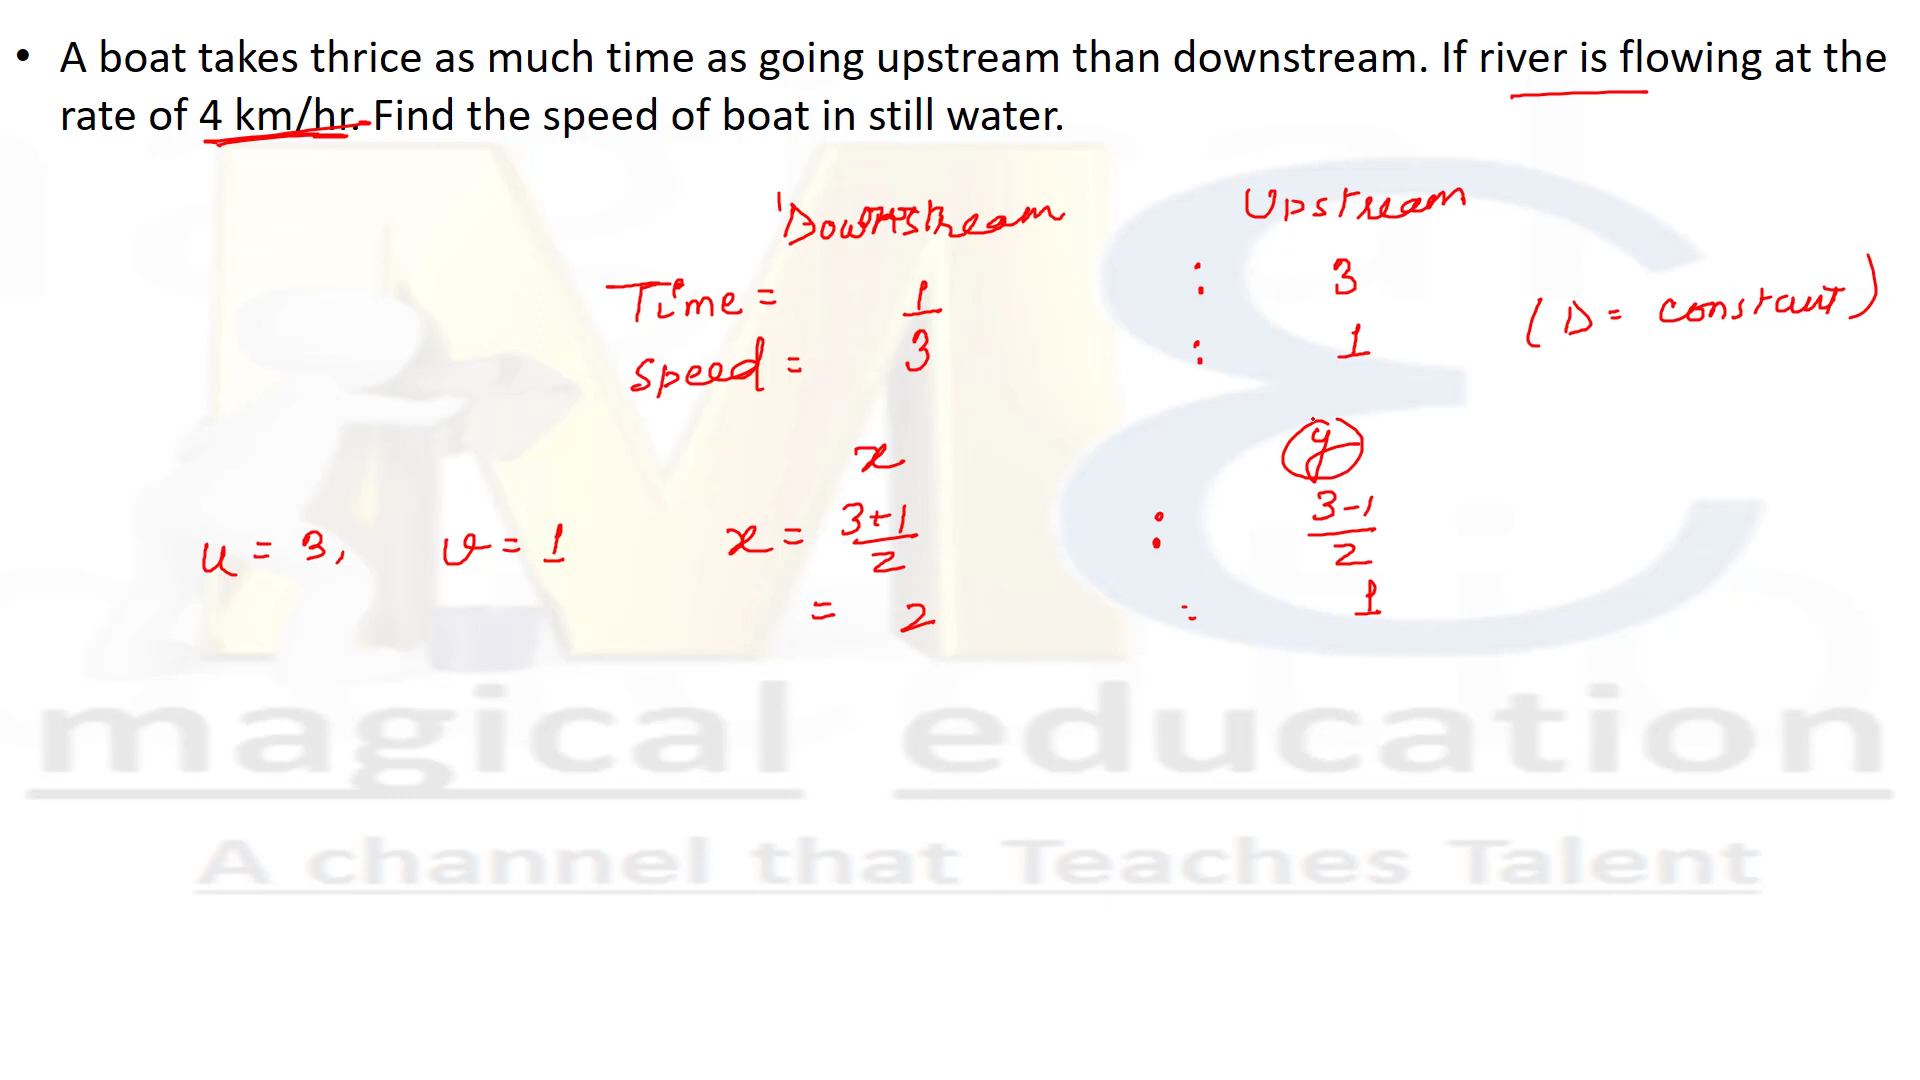 • A boat takes thrice as much time as going upstream than downstream. If river is flowing at the
rate of 4 km/hr. Find the speed of boat in still water.
Downstream Upstream
Time = 1 : 3
(D = constant)
speed = 3 : 1
x y
u = 3, v = 1 x = 3+1/2 : 3-1/2
= 2 : 1
magical education
A channel that Teaches Talent